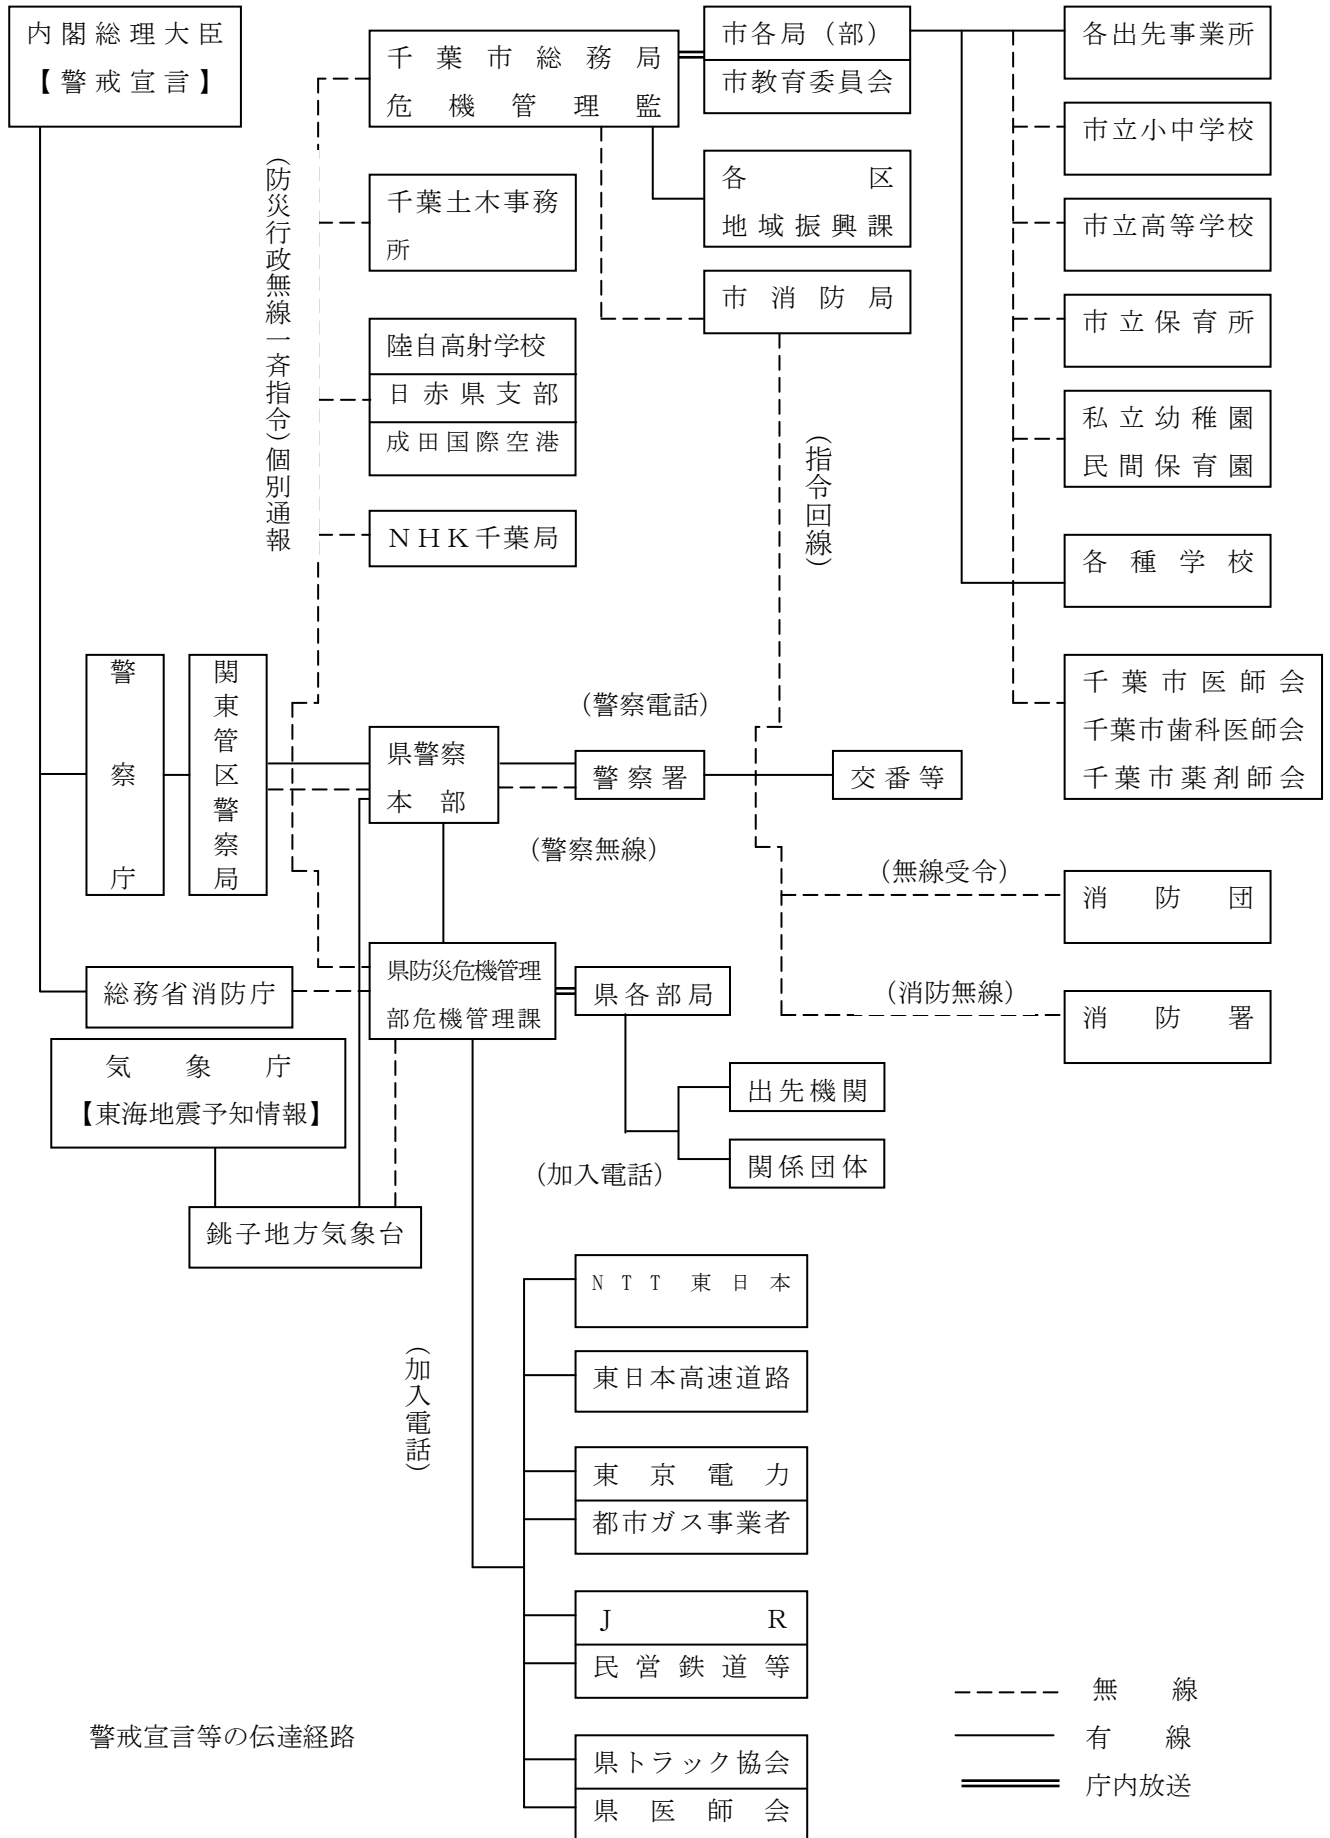 内閣総理大臣
【警戒宣言】
千葉市総務局
危機管理監
市各局（部）
市教育委員会
各出先事業所
市立小中学校
各区
地域振興課
千葉土木事務
所
市立高等学校
市消防局
市立保育所
陸自高射学校
日赤県支部
成田国際空港
私立幼稚園
民間保育園
NHK千葉局
各種学校
（防災行政無線一斉指令）個別通報
（指令回線）
警察庁
関東管区警察局
県警察
本部
（警察電話）
警察署
交番等
（警察無線）
千葉市医師会
千葉市歯科医師会
千葉市薬剤師会
（無線受令）
消防団
総務省消防庁
県防災危機管理
部危機管理課
県各部局
（消防無線）
消防署
気象庁
【東海地震予知情報】
出先機関
関係団体
（加入電話）
銚子地方気象台
NTT東日本
東日本高速道路
（加入電話）
東京電力
都市ガス事業者
JR
民営鉄道等
県トラック協会
県医師会
警戒宣言等の伝達経路
無線
有線
庁内放送